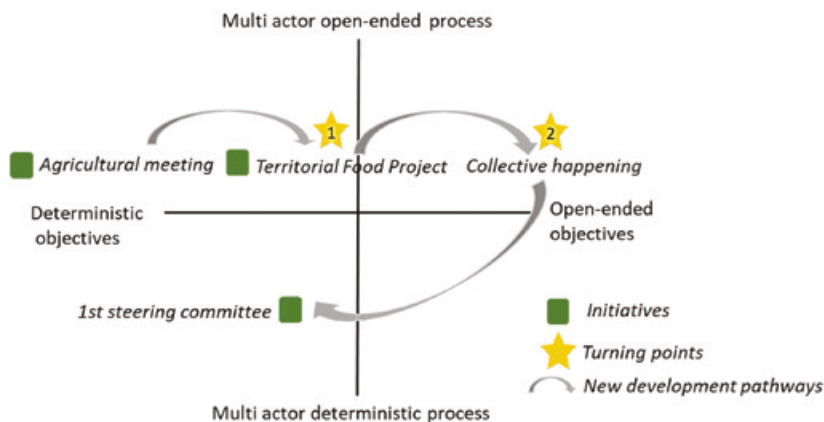 Multi actor open-ended process
1
2
Agricultural meeting
Territorial Food Project
Collective happening
Deterministic
objectives
Open-ended
objectives
1st steering committee
Initiatives
Turning points
New development pathways
Multi actor deterministic process